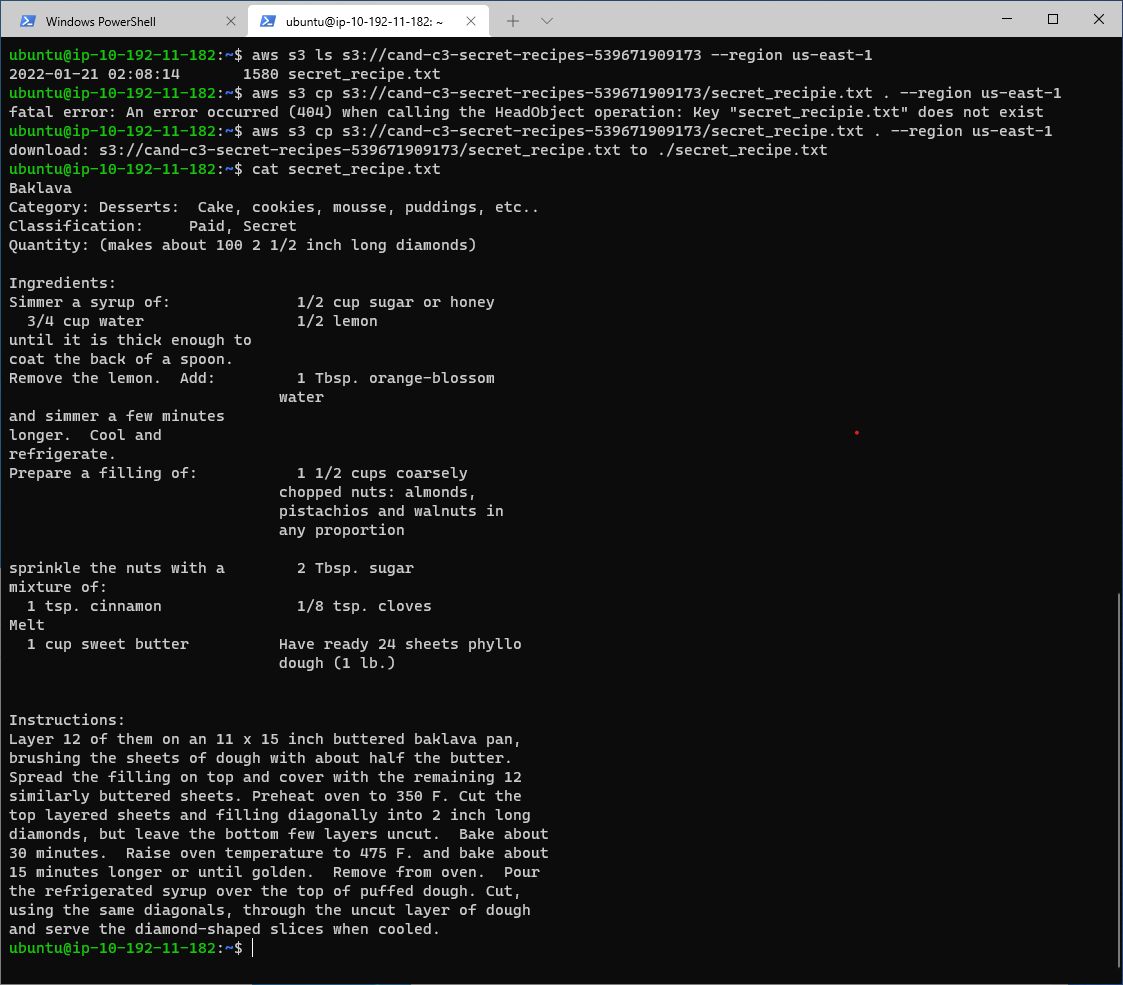 Windows PowerShell
ubuntu@ip-10-192-11-182: ~
ubuntu@ip-10-192-11-182:~$ aws s3 ls s3://cand-c3-secret-recipes-539671909173 --region us-east-1
2022-01-21 02:08:14       1580 secret_recipe.txt
ubuntu@ip-10-192-11-182:~$ aws s3 cp s3://cand-c3-secret-recipes-539671909173/secret_recipie.txt . --region us-east-1
fatal error: An error occurred (404) when calling the HeadObject operation: Key "secret_recipie.txt" does not exist
ubuntu@ip-10-192-11-182:~$ aws s3 cp s3://cand-c3-secret-recipes-539671909173/secret_recipe.txt . --region us-east-1
download: s3://cand-c3-secret-recipes-539671909173/secret_recipe.txt to ./secret_recipe.txt
ubuntu@ip-10-192-11-182:~$ cat secret_recipe.txt
Baklava
Category: Desserts:  Cake, cookies, mousse, puddings, etc..
Classification:     Paid, Secret
Quantity: (makes about 100 2 1/2 inch long diamonds)
Ingredients:
Simmer a syrup of:              1/2 cup sugar or honey
  3/4 cup water                 1/2 lemon
until it is thick enough to
coat the back of a spoon.
Remove the lemon.  Add:         1 Tbsp. orange-blossom
                              water
and simmer a few minutes
longer.  Cool and
refrigerate.
Prepare a filling of:           1 1/2 cups coarsely
                              chopped nuts: almonds,
                              pistachios and walnuts in
                              any proportion
sprinkle the nuts with a        2 Tbsp. sugar
mixture of:
  1 tsp. cinnamon               1/8 tsp. cloves
Melt
  1 cup sweet butter          Have ready 24 sheets phyllo
                              dough (1 lb.)
Instructions:
Layer 12 of them on an 11 x 15 inch buttered baklava pan,
brushing the sheets of dough with about half the butter.
Spread the filling on top and cover with the remaining 12
similarly buttered sheets. Preheat oven to 350 F. Cut the
top layered sheets and filling diagonally into 2 inch long
diamonds, but leave the bottom few layers uncut.  Bake about
30 minutes.  Raise oven temperature to 475 F. and bake about
15 minutes longer or until golden.  Remove from oven.  Pour
the refrigerated syrup over the top of puffed dough. Cut,
using the same diagonals, through the uncut layer of dough
and serve the diamond-shaped slices when cooled.
ubuntu@ip-10-192-11-182:~$